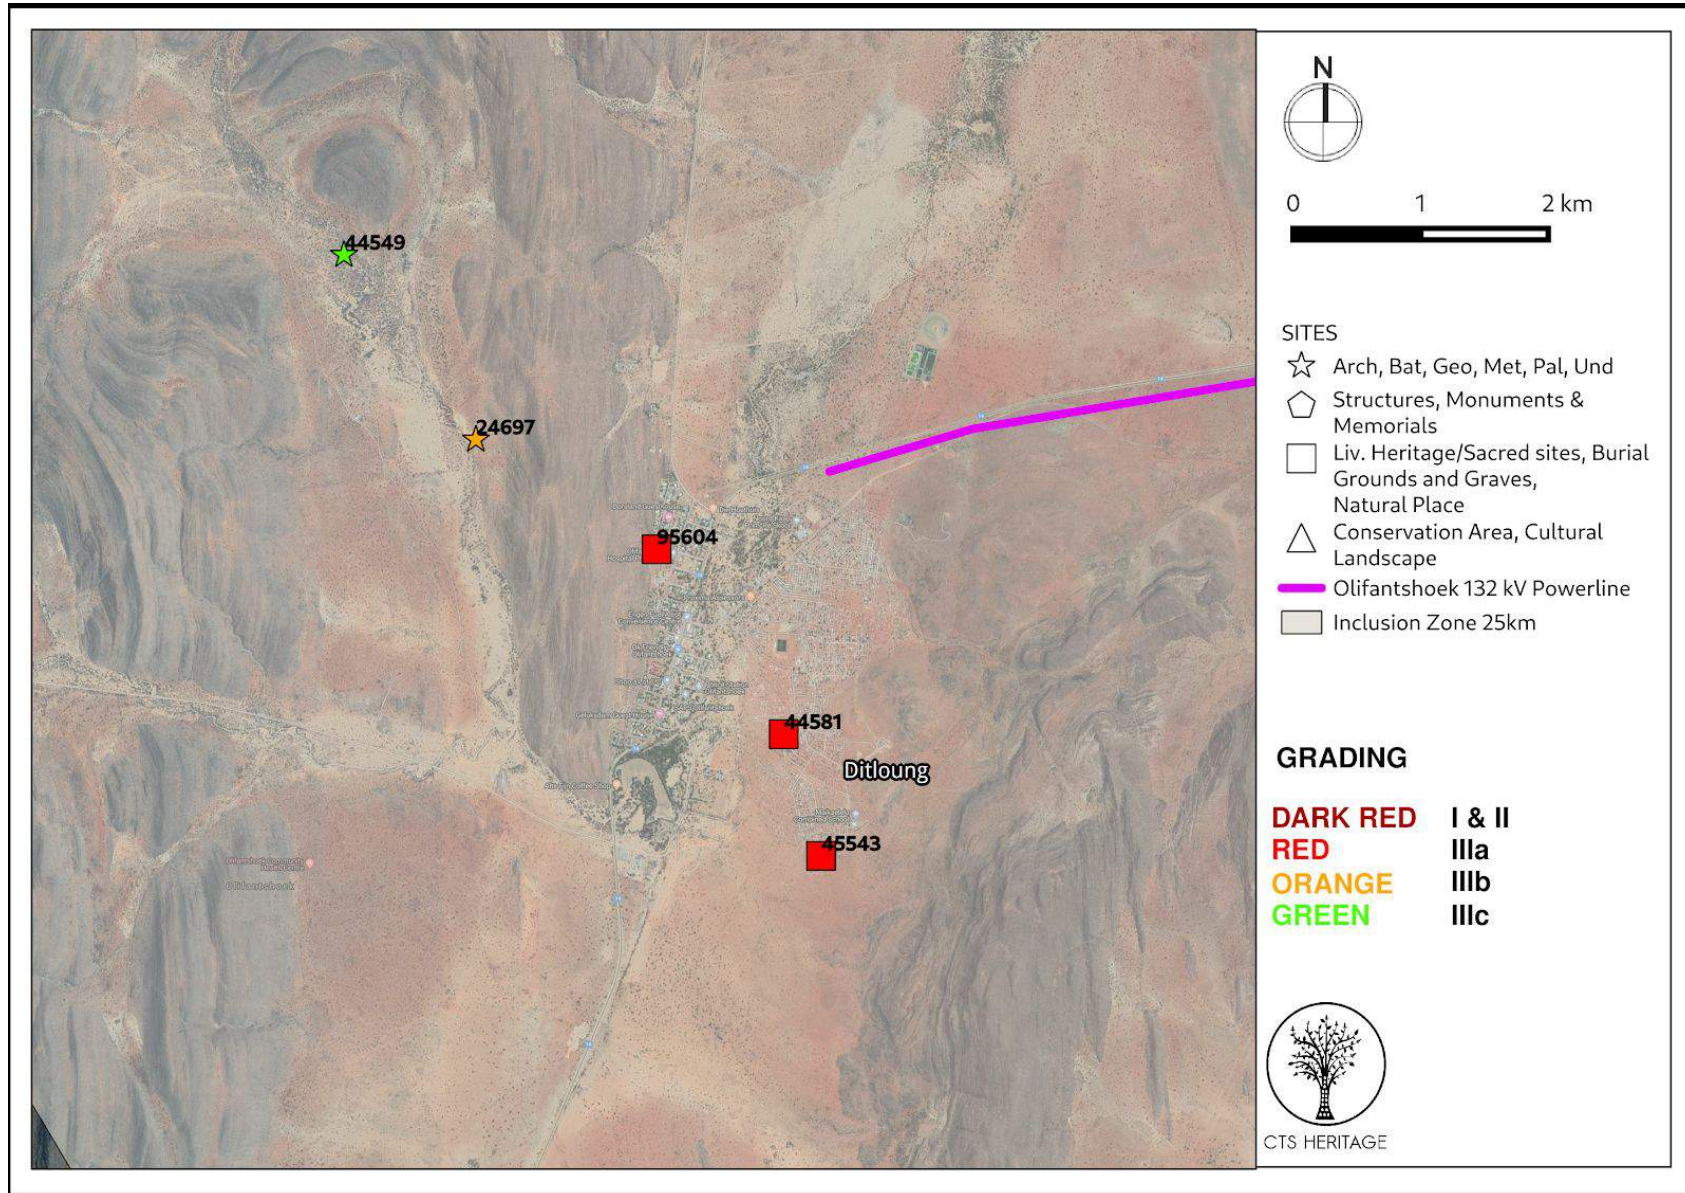 44549
24697
95604
44581
Ditloung
45543
Olifantshoek
N
0 1 2 km
SITES
Arch, Bat, Geo, Met, Pal, Und
Structures, Monuments &
Memorials
Liv. Heritage/Sacred sites, Burial
Grounds and Graves,
Natural Place
Conservation Area, Cultural
Landscape
Olifantshoek 132 kV Powerline
Inclusion Zone 25km
GRADING
DARK RED I & II
RED IIIa
ORANGE IIIb
GREEN IIIc
CTS HERITAGE